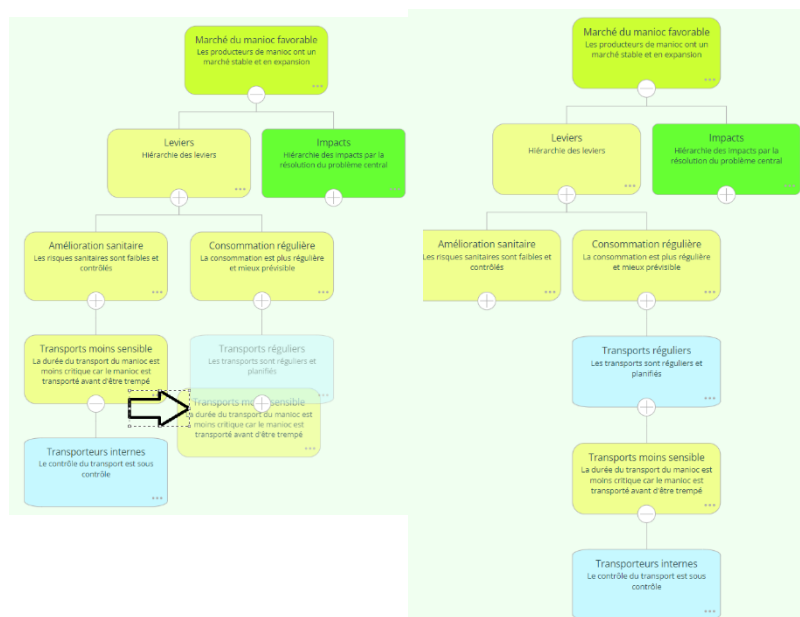 Marché du manioc favorable
Les producteurs de manioc ont un
marché stable et en expansion
Leviers
Hiérarchie des leviers
Impacts
Hiérarchie des impacts par la
résolution du problème central
Amélioration sanitaire
Les risques sanitaires sont faibles et
contrôlés
Consommation régulière
La consommation est plus régulière
et mieux prévisible
Transports moins sensible
La durée du transport du manioc est
moins critique car le manioc est
transporté avant d'être trempé
Transports réguliers
Les transports sont réguliers et
planifiés
Transports moins sensible
La durée du transport du manioc est
moins critique car le manioc est
transporté avant d'être trempé
Transporteurs internes
Le contrôle du transport est sous
contrôle
Marché du manioc favorable
Les producteurs de manioc ont un
marché stable et en expansion
Leviers
Hiérarchie des leviers
Impacts
Hiérarchie des impacts par la
résolution du problème central
Amélioration sanitaire
Les risques sanitaires sont faibles et
contrôlés
Consommation régulière
La consommation est plus régulière
et mieux prévisible
Transports réguliers
Les transports sont réguliers et
planifiés
Transports moins sensible
La durée du transport du manioc est
moins critique car le manioc est
transporté avant d'être trempé
Transporteurs internes
Le contrôle du transport est sous
contrôle